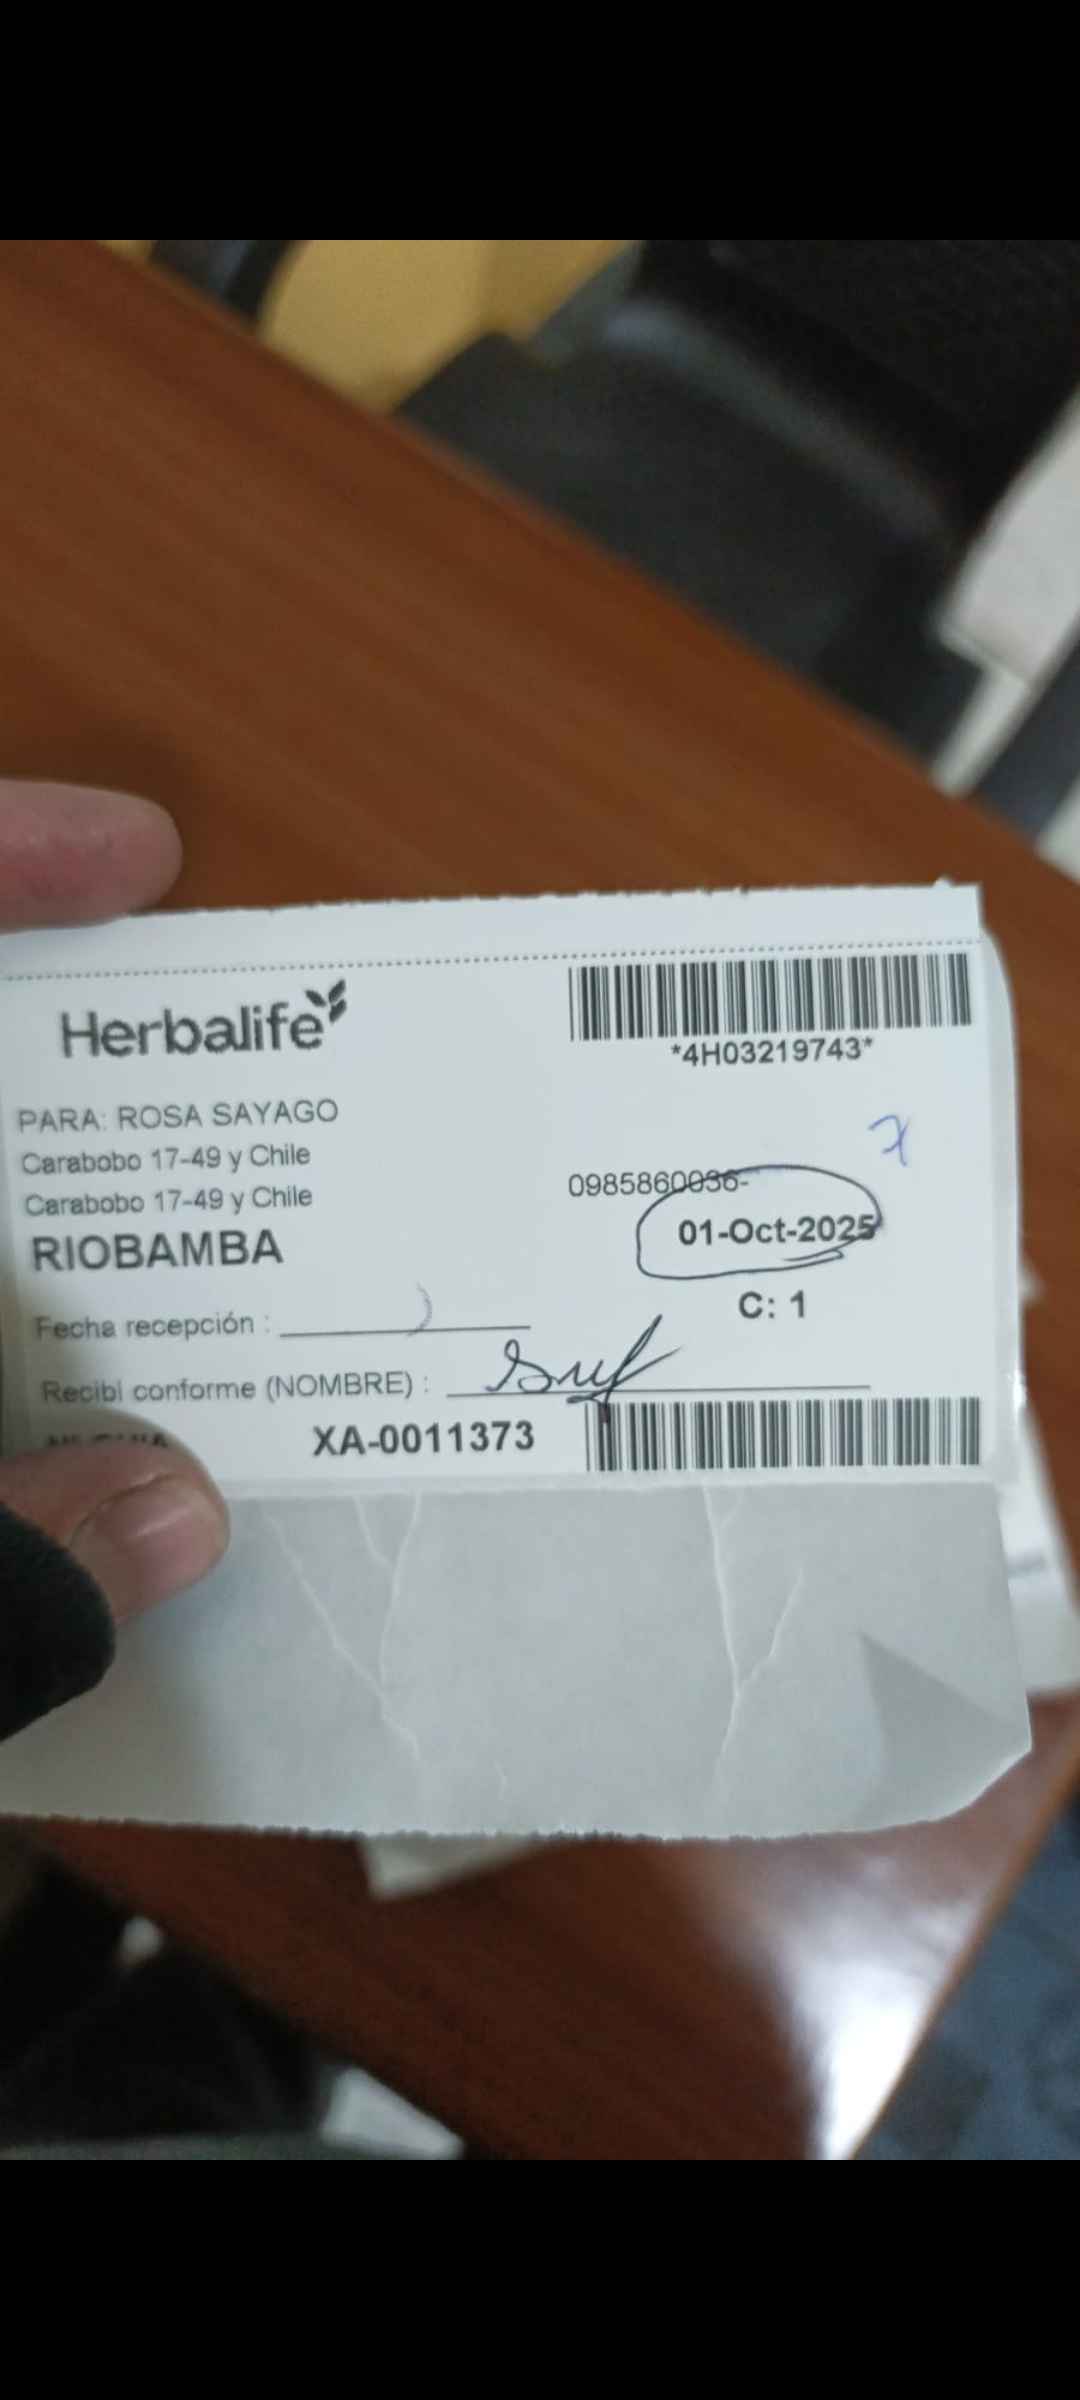 Herbalife
*4H03219743*
PARA: ROSA SAYAGO
Carabobo 17-49 y Chile
Carabobo 17-49 y Chile
0985860036-
RIOBAMBA
01-Oct-2025
C: 1
Fecha recepción :
Recibi conforme (NOMBRE) :
XA-0011373